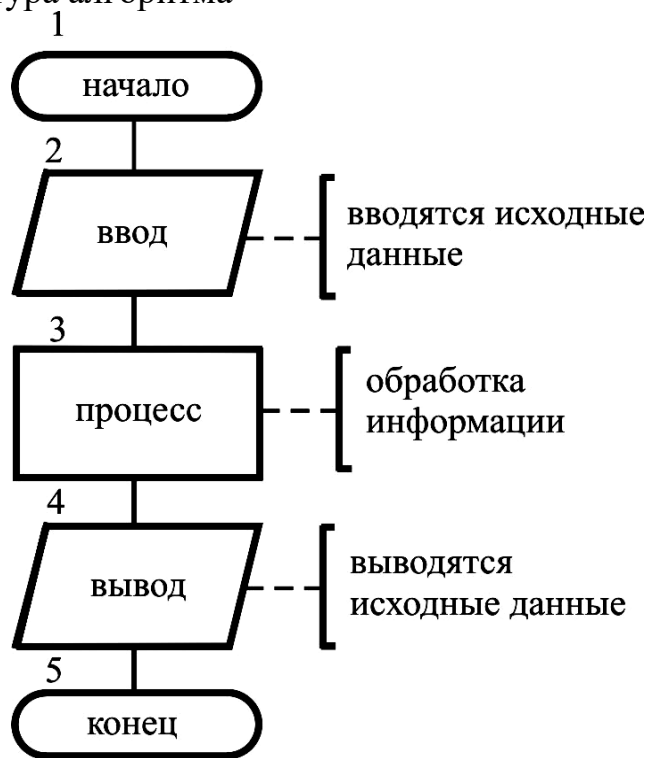 1
начало
2
ввод
вводятся исходные
данные
3
процесс
обработка
информации
4
вывод
выводятся
исходные данные
5
конец